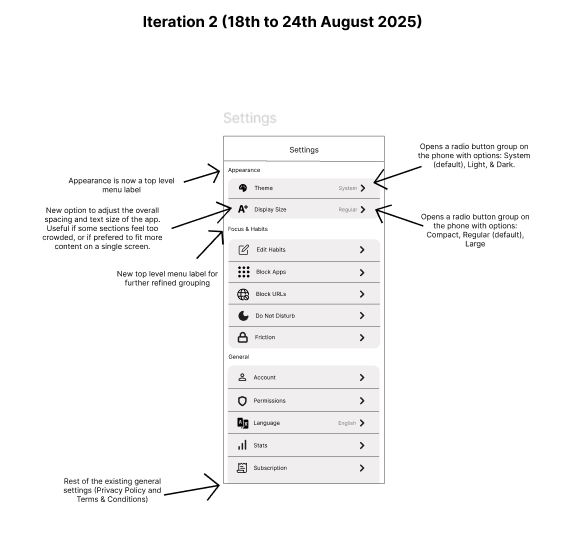 Iteration 2 (18th to 24th August 2025)
Settings
Settings
Appearance
Theme
System
Display Size
Regular
Focus & Habits
Edit Habits
Block Apps
Block URLs
Do Not Disturb
Friction
General
Account
Permissions
Language
English
Stats
Subscription
Appearance is now a top level
menu label
New option to adjust the overall
spacing and text size of the app.
Useful if some sections feel too
crowded, or if prefered to fit more
content on a single screen.
New top level menu label for
further refined grouping
Rest of the existing general
settings (Privacy Policy and
Terms & Conditions)
Opens a radio button group on
the phone with options: System
(default), Light, & Dark.
Opens a radio button group on
the phone with options:
Compact, Regular (default),
Large